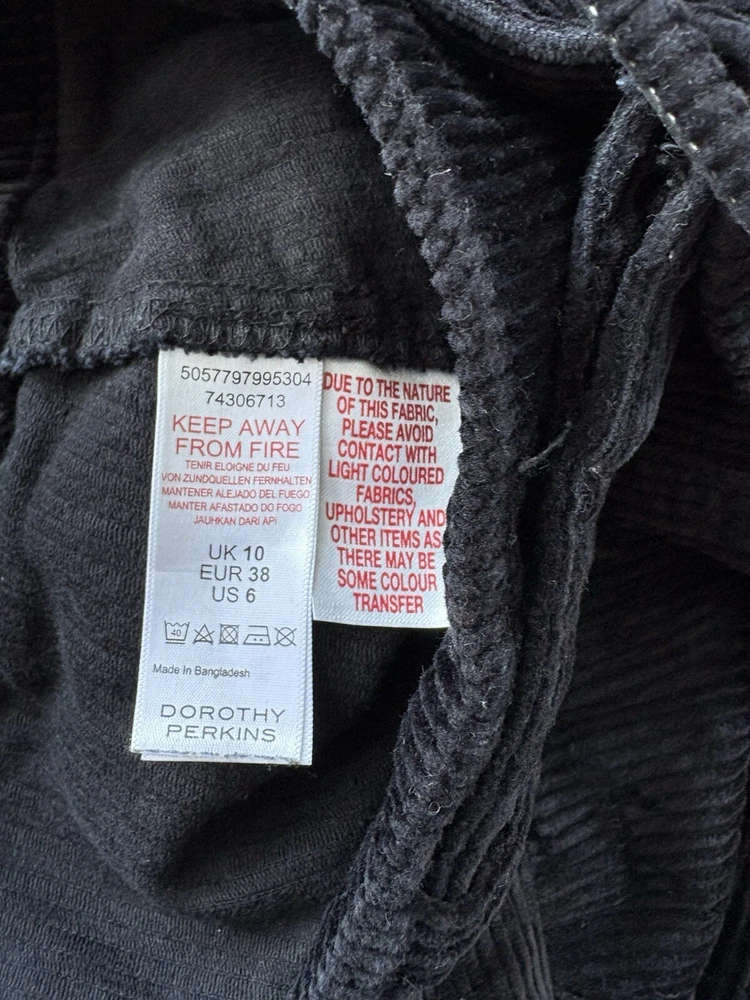 5057797995304
74306713
KEEP AWAY
FROM FIRE
TENIR ELOIGNE DU FEU
VON ZUNDQUELLEN FERNHALTEN
MANTENER ALEJADO DEL FUEGO
MANTER AFASTADO DO FOGO
JAUHKAN DARI API
UK 10
EUR 38
US 6
40
Made in Bangladesh
DOROTHY
PERKINS
DUE TO THE NATURE
OF THIS FABRIC,
PLEASE AVOID
CONTACT WITH
LIGHT COLOURED
FABRICS,
UPHOLSTERY AND
OTHER ITEMS AS
THERE MAY BE
SOME COLOUR
TRANSFER